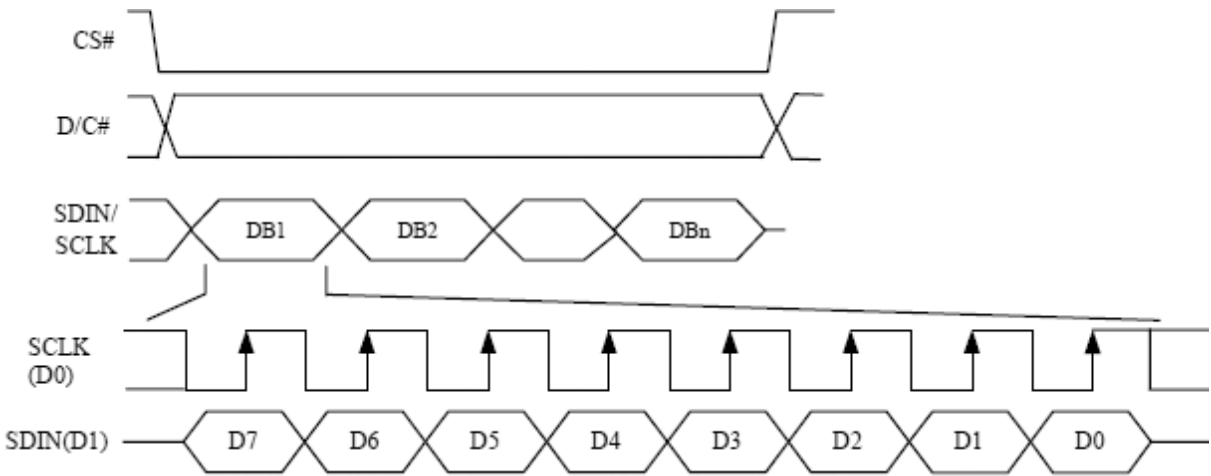 CS#
D/C#
SDIN/
SCLK
DB1 DB2 DBn
SCLK
(D0)
SDIN(D1) D7 D6 D5 D4 D3 D2 D1 D0